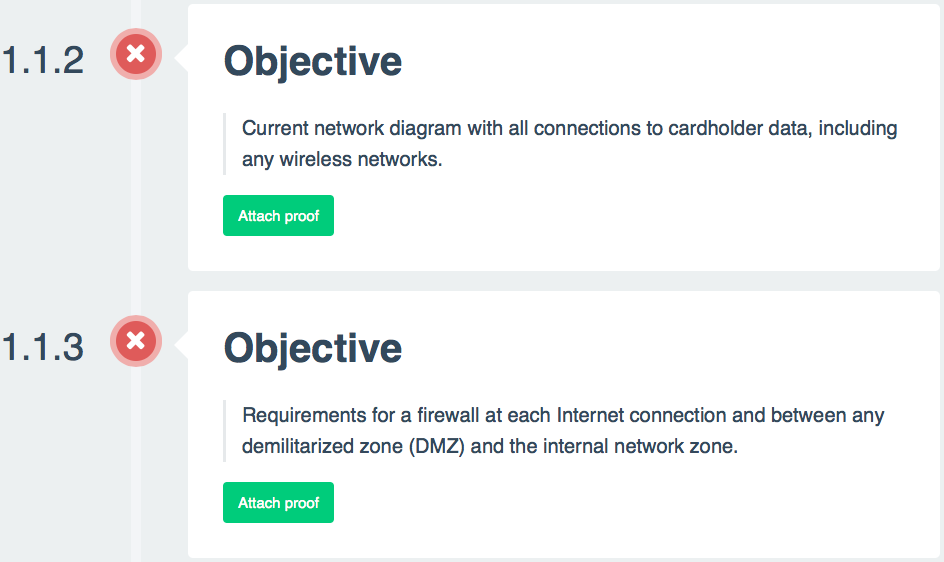 1.1.2
Objective
Current network diagram with all connections to cardholder data, including
any wireless networks.
Attach proof
1.1.3
Objective
Requirements for a firewall at each Internet connection and between any
demilitarized zone (DMZ) and the internal network zone.
Attach proof